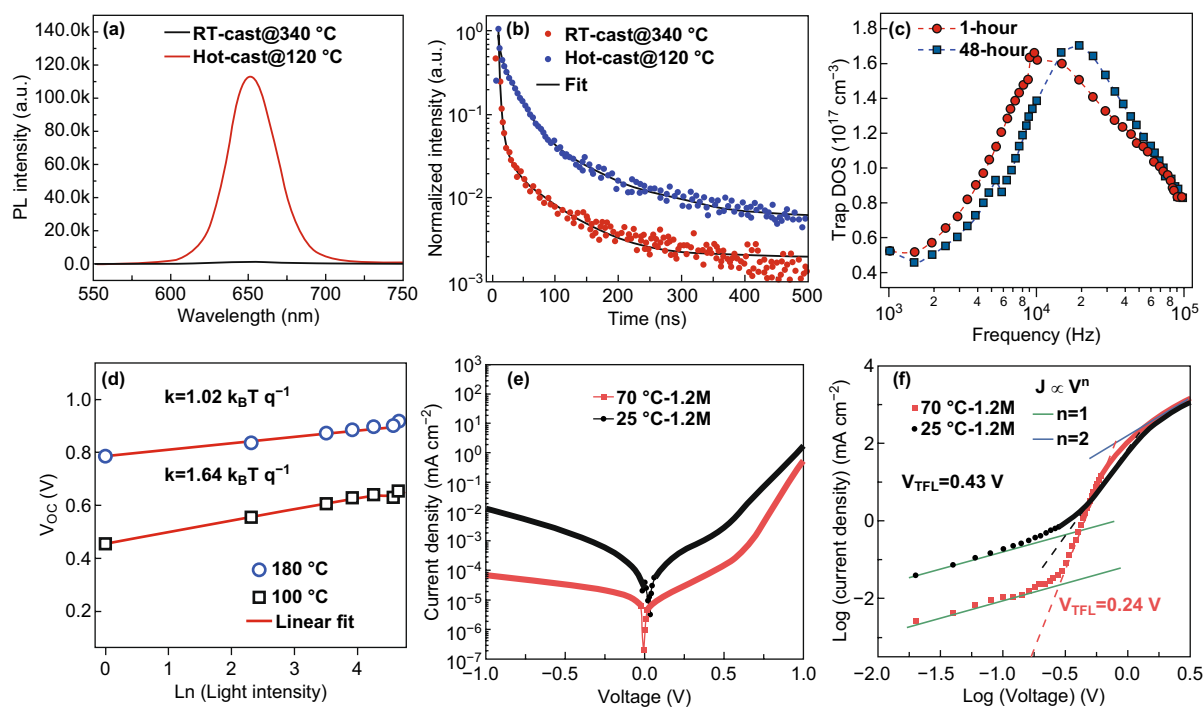 (a)
RT-cast@340 °C
Hot-cast@120 °C
140.0k
120.0k
100.0k
80.0k
60.0k
40.0k
20.0k
0.0
PL intensity (a.u.)
550 600 650 700 750
Wavelength (nm)
(b)
RT-cast@340 °C
Hot-cast@120 °C
Fit
10⁰
10⁻¹
10⁻²
10⁻³
Normalized intensity (a.u.)
0 100 200 300 400 500
Time (ns)
(c)
1-hour
48-hour
1.8
1.6
1.4
1.2
1.0
0.8
0.6
0.4
Trap DOS (10¹⁷ cm⁻³)
10³ 2 4 6 8 10⁴ 2 4 6 8 10⁵
Frequency (Hz)
(d)
k=1.02 k_BT q⁻¹
k=1.64 k_BT q⁻¹
1.0
0.8
0.6
0.4
0.2
V_OC (V)
180 °C
100 °C
Linear fit
0 1 2 3 4
Ln (Light intensity)
(e)
70 °C-1.2M
25 °C-1.2M
10³
10²
10¹
10⁰
10⁻¹
10⁻²
10⁻³
10⁻⁴
10⁻⁵
10⁻⁶
10⁻⁷
Current density (mA cm⁻²)
−1.0 −0.5 0.0 0.5 1.0
Voltage (V)
(f)
J ∝ Vⁿ
70 °C-1.2M
25 °C-1.2M
n=1
n=2
V_TFL=0.43 V
V_TFL=0.24 V
4
2
0
−2
Log (current density) (mA cm⁻²)
−2.0 −1.5 −1.0 −0.5 0.0 0.5
Log (Voltage) (V)